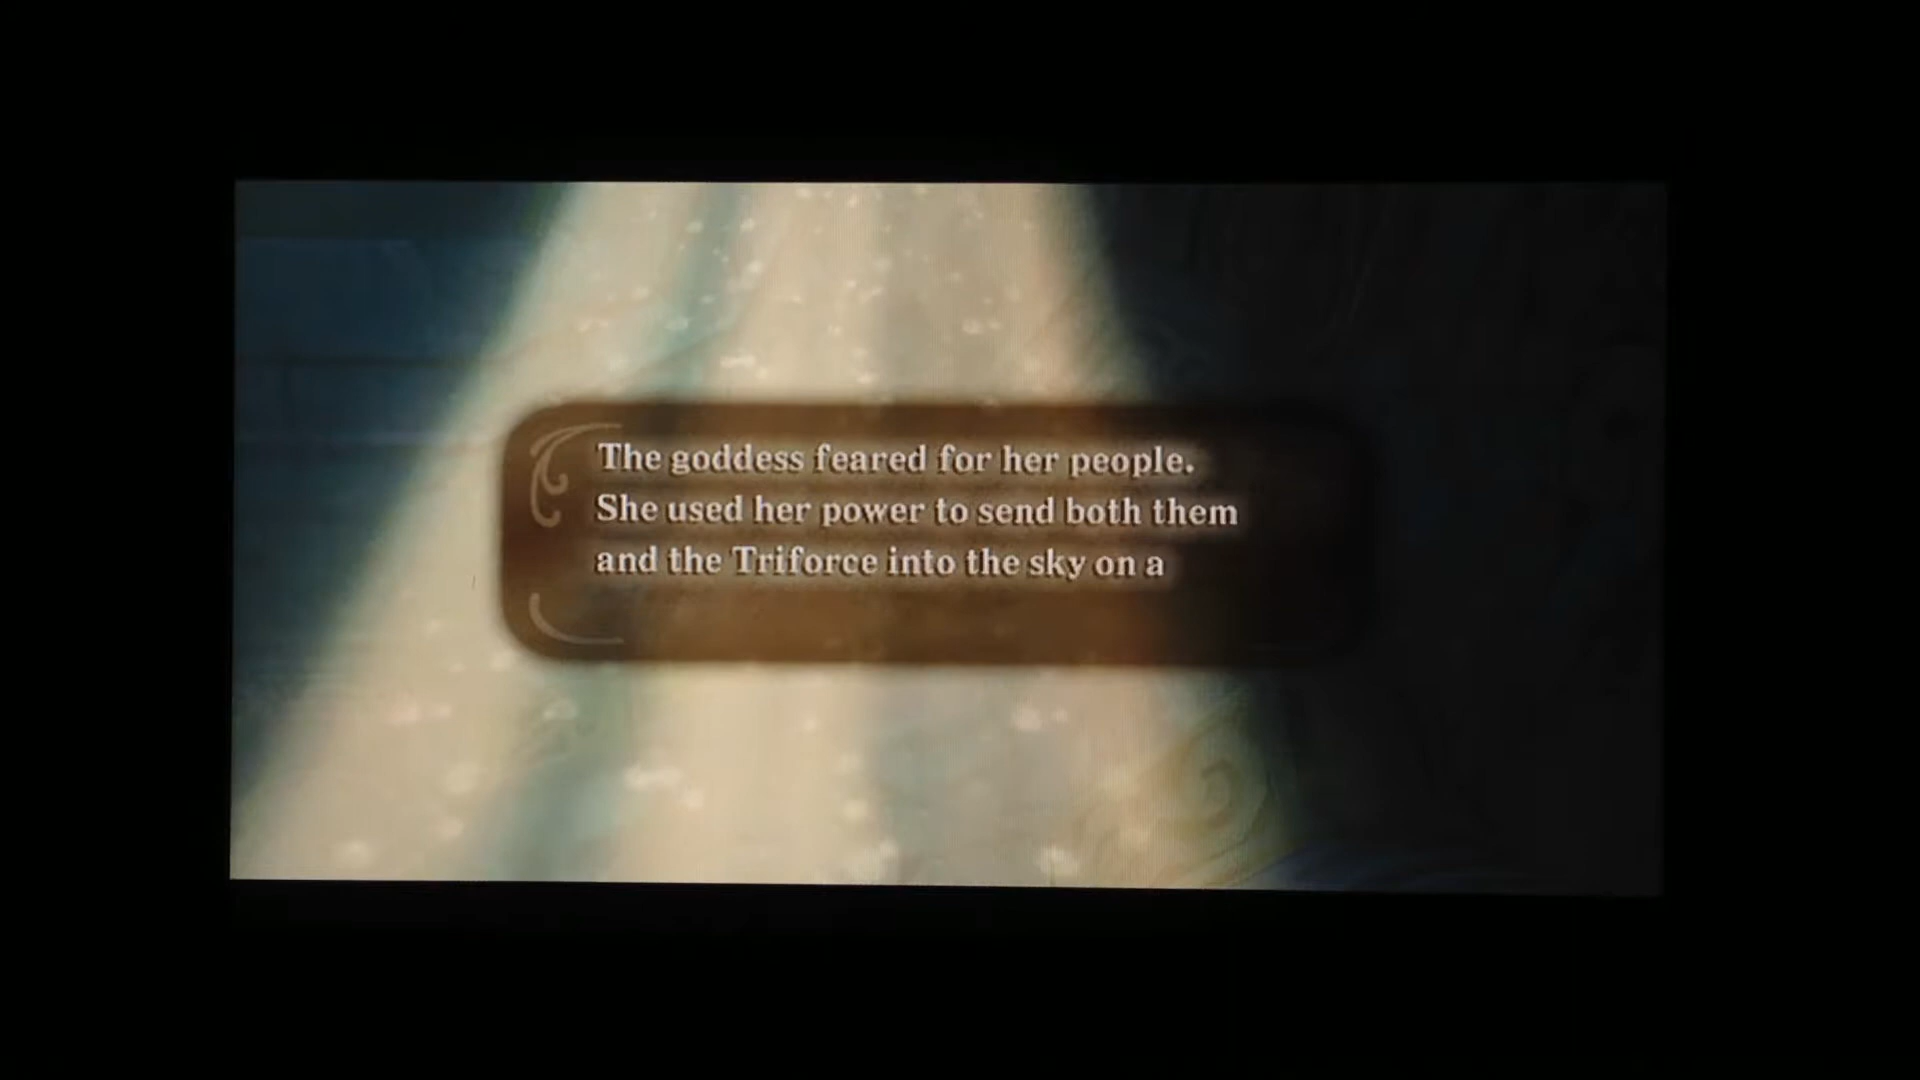 The goddess feared for her people.
She used her power to send both them
and the Triforce into the sky on a